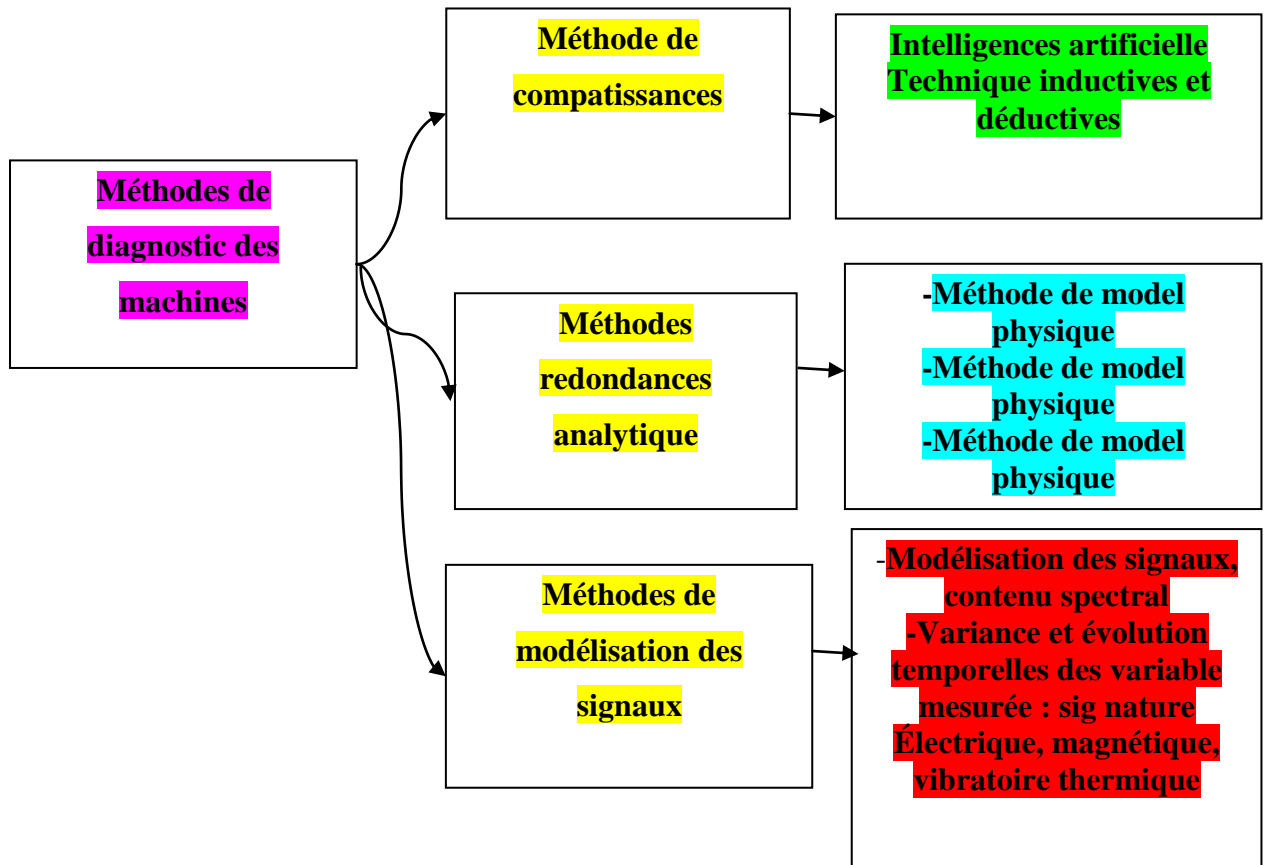 Méthodes de
diagnostic des
machines
Méthode de
compatissances
Intelligences artificielle
Technique inductives et
déductives
Méthodes
redondances
analytique
-Méthode de model
physique
-Méthode de model
physique
-Méthode de model
physique
Méthodes de
modélisation des
signaux
-Modélisation des signaux,
contenu spectral
-Variance et évolution
temporelles des variable
mesurée : sig nature
Électrique, magnétique,
vibratoire thermique